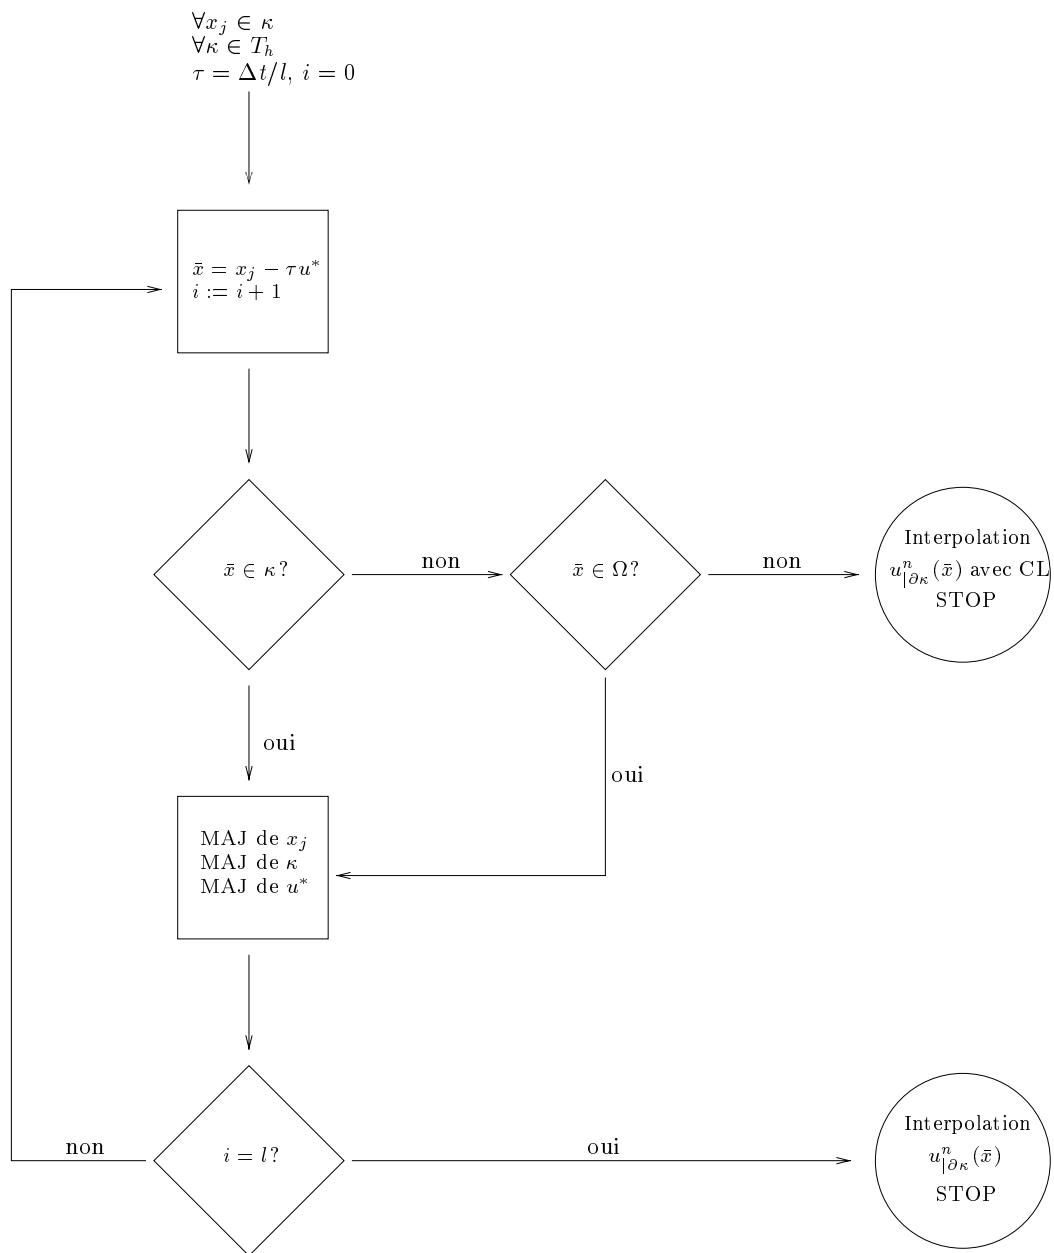 ∀x_j ∈ κ
∀κ ∈ T_h
τ = Δt/l, i = 0
x̄ = x_j − τu*
i := i + 1
x̄ ∈ κ?
non
x̄ ∈ Ω?
non
Interpolation
u^n_{|∂κ}(x̄) avec CL
STOP
oui
oui
MAJ de x_j
MAJ de κ
MAJ de u*
non
i = l?
oui
Interpolation
u^n_{|∂κ}(x̄)
STOP